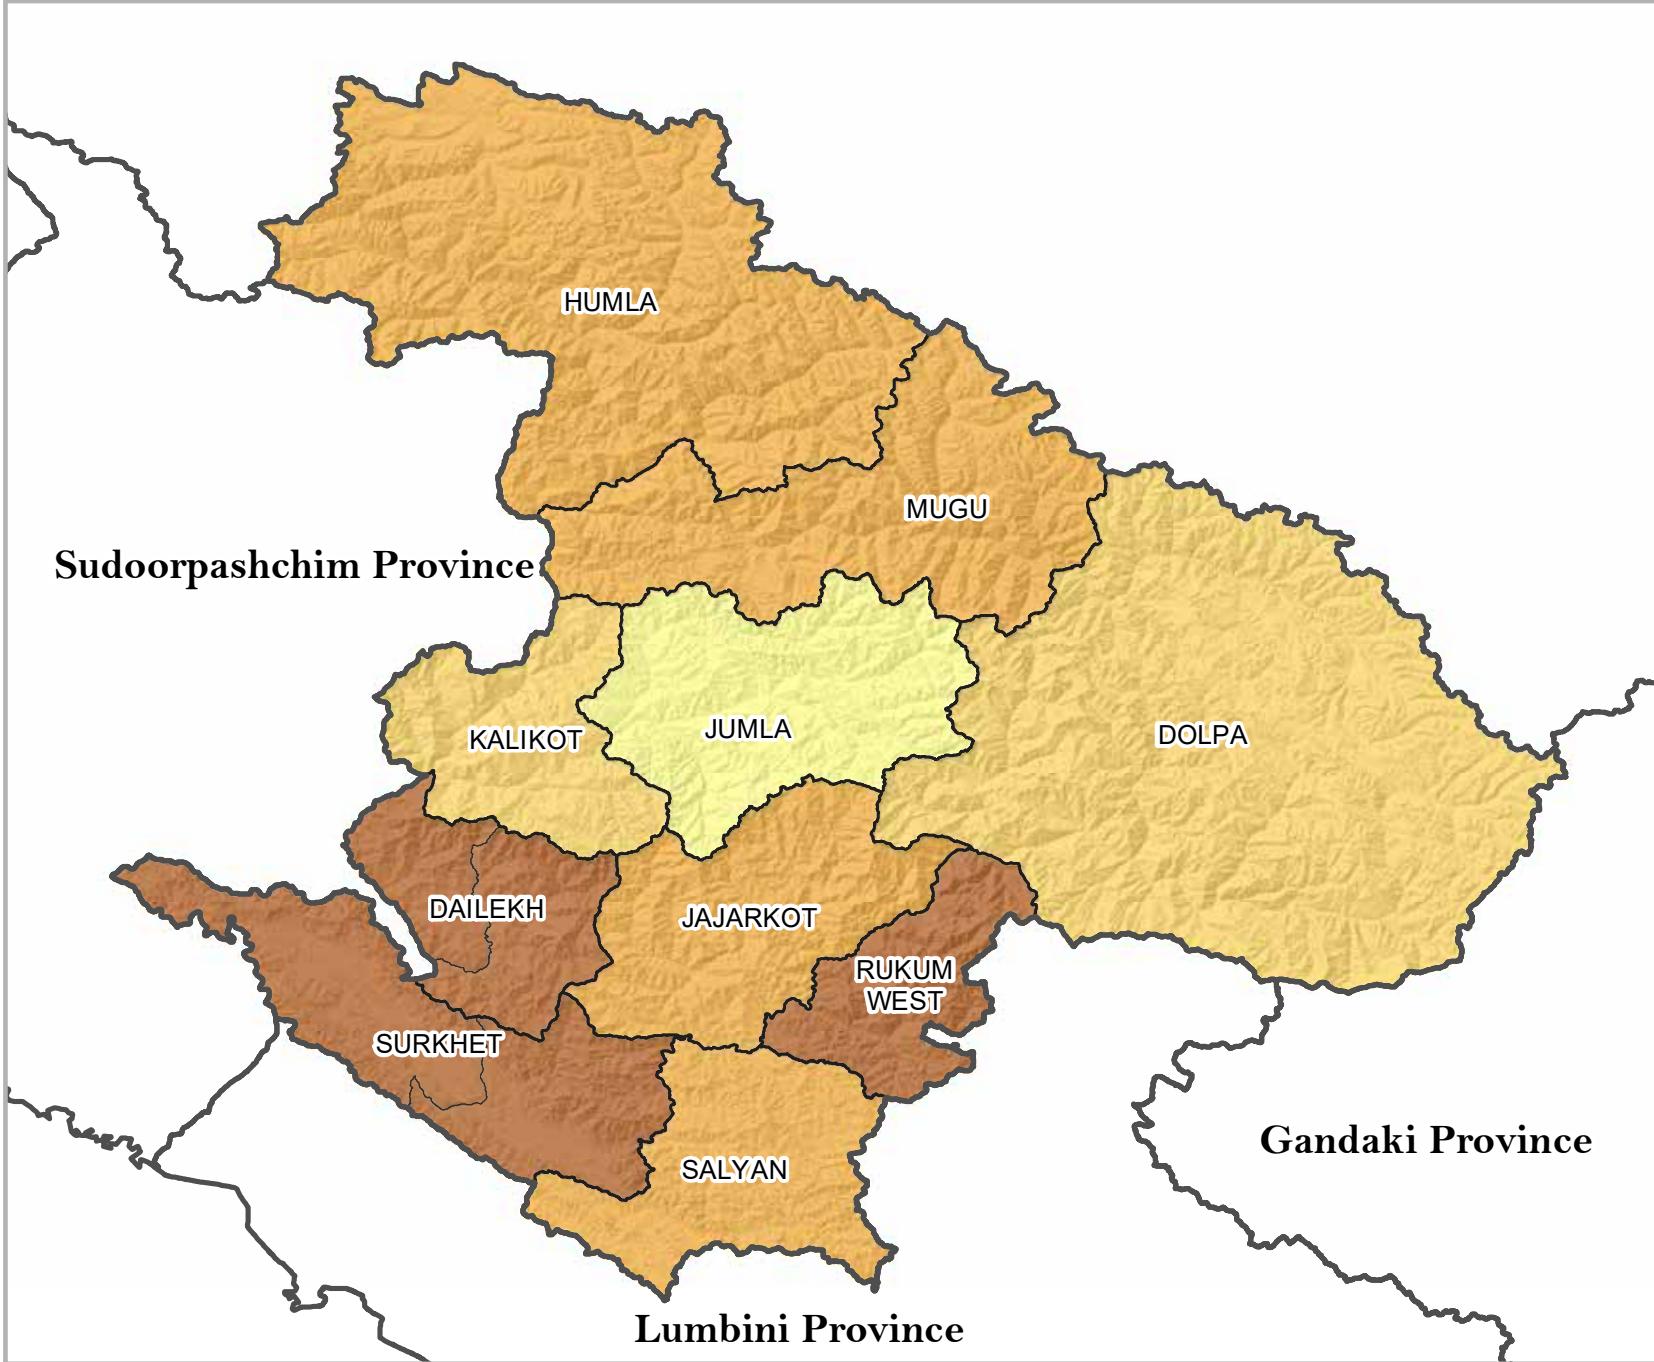 HUMLA
MUGU
Sudoorpashchim Province
KALIKOT
JUMLA
DOLPA
DAILEKH
JAJARKOT
RUKUM
WEST
SURKHET
Gandaki Province
SALYAN
Lumbini Province